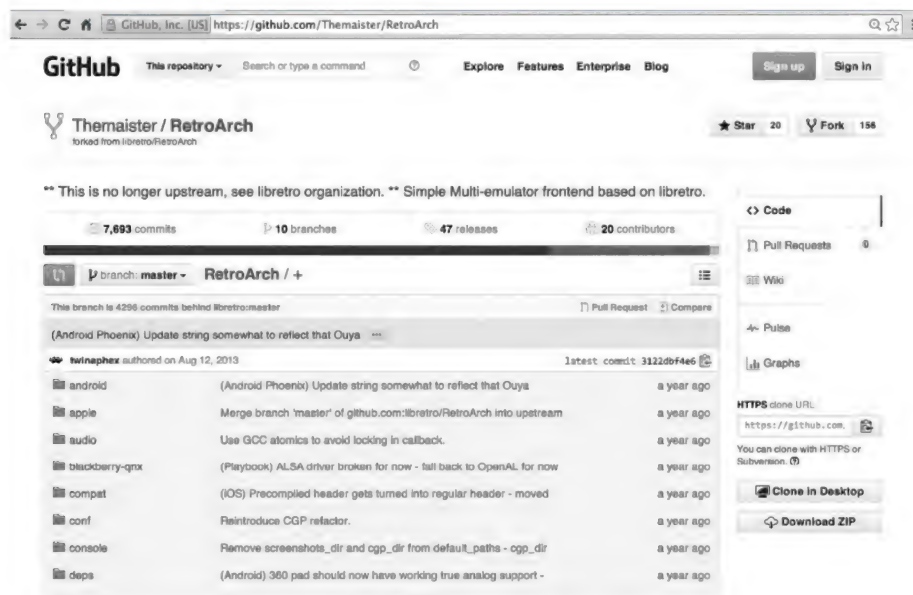 GitHub, Inc. [US] https://github.com/Themaister/RetroArch
GitHub This repository Search or type a command Explore Features Enterprise Blog Sign up Sign in
Themaister / RetroArch
forked from libretro/RetroArch
Star 20 Fork 156
** This is no longer upstream, see libretro organization. ** Simple Multi-emulator frontend based on libretro.
7,693 commits 10 branches 47 releases 20 contributors
branch: master RetroArch / +
This branch is 4296 commits behind libretro:master Pull Request Compare
(Android Phoenix) Update string somewhat to reflect that Ouya ...
twinaphex authored on Aug 12, 2013 latest commit 3122dbf4e6
android (Android Phoenix) Update string somewhat to reflect that Ouya a year ago
apple Merge branch 'master' of github.com:libretro/RetroArch into upstream a year ago
audio Use GCC atomics to avoid locking in callback. a year ago
blackberry-qnx (Playbook) ALSA driver broken for now - fall back to OpenAL for now a year ago
compat (iOS) Precompiled header gets turned into regular header - moved a year ago
conf Reintroduce CGP refactor. a year ago
console Remove screenshots_dir and cgp_dir from default_paths - cgp_dir a year ago
deps (Android) 360 pad should now have working true analog support - a year ago
<> Code
Pull Requests 0
Wiki
Pulse
Graphs
HTTPS clone URL
https://github.com.
You can clone with HTTPS or
Subversion.
Clone in Desktop
Download ZIP